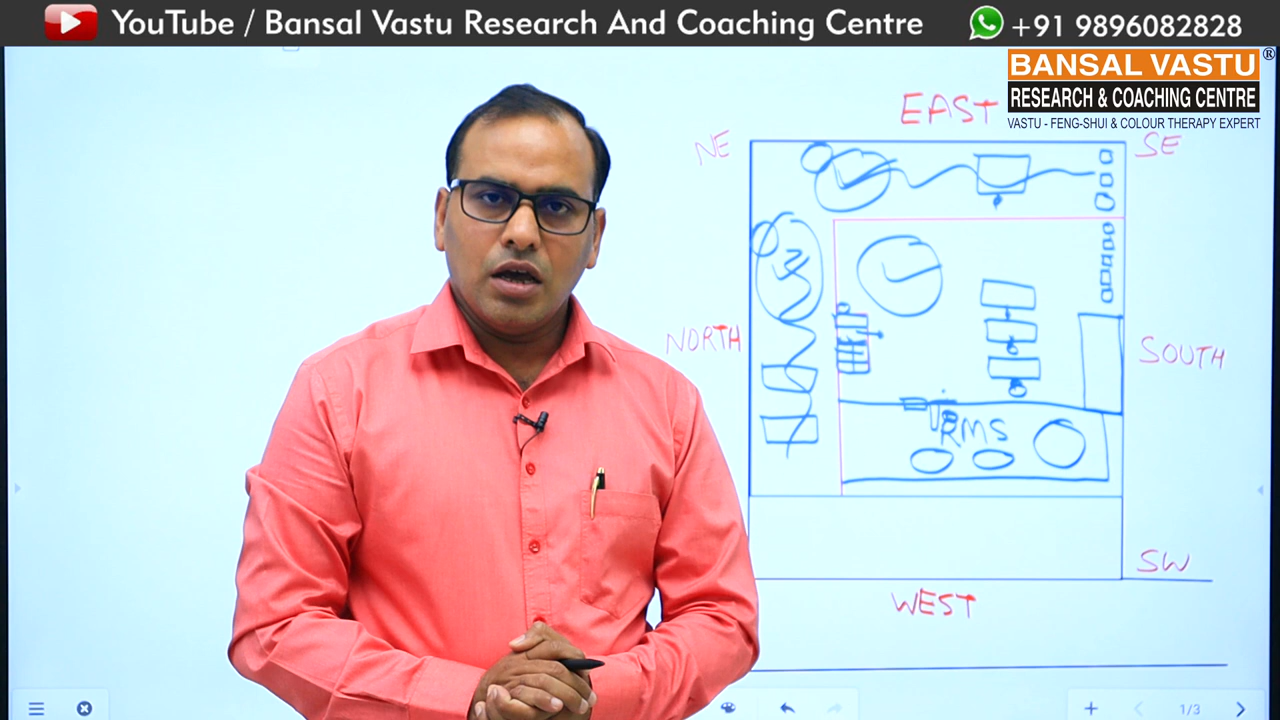 YouTube / Bansal Vastu Research And Coaching Centre
+91 9896082828
BANSAL VASTU®
RESEARCH & COACHING CENTRE
VASTU - FENG-SHUI & COLOUR THERAPY EXPERT
EAST
NE
SE
NORTH
SOUTH
RMS
SW
WEST
1/3